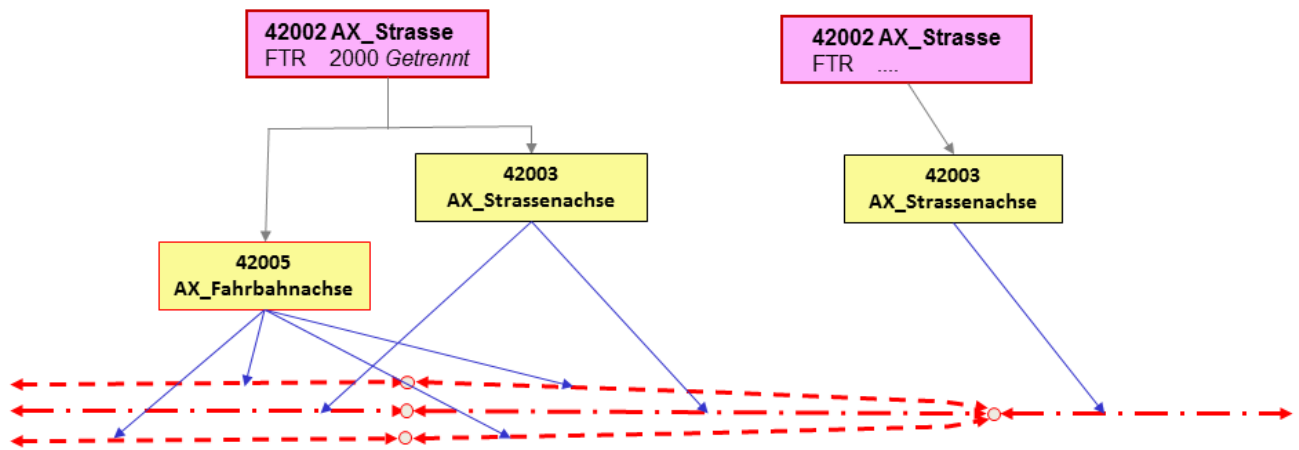 42002 AX_Strasse
FTR 2000 Getrennt
42002 AX_Strasse
FTR ....
42003
AX_Strassenachse
42003
AX_Strassenachse
42005
AX_Fahrbahnachse